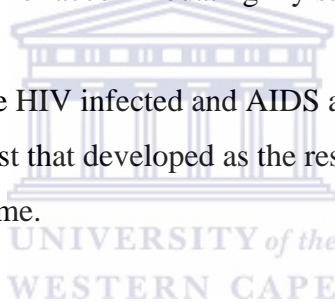 HIV infected and AIDS
st that developed as the res
me.
UNIVERSITY of the
WESTERN CAPE